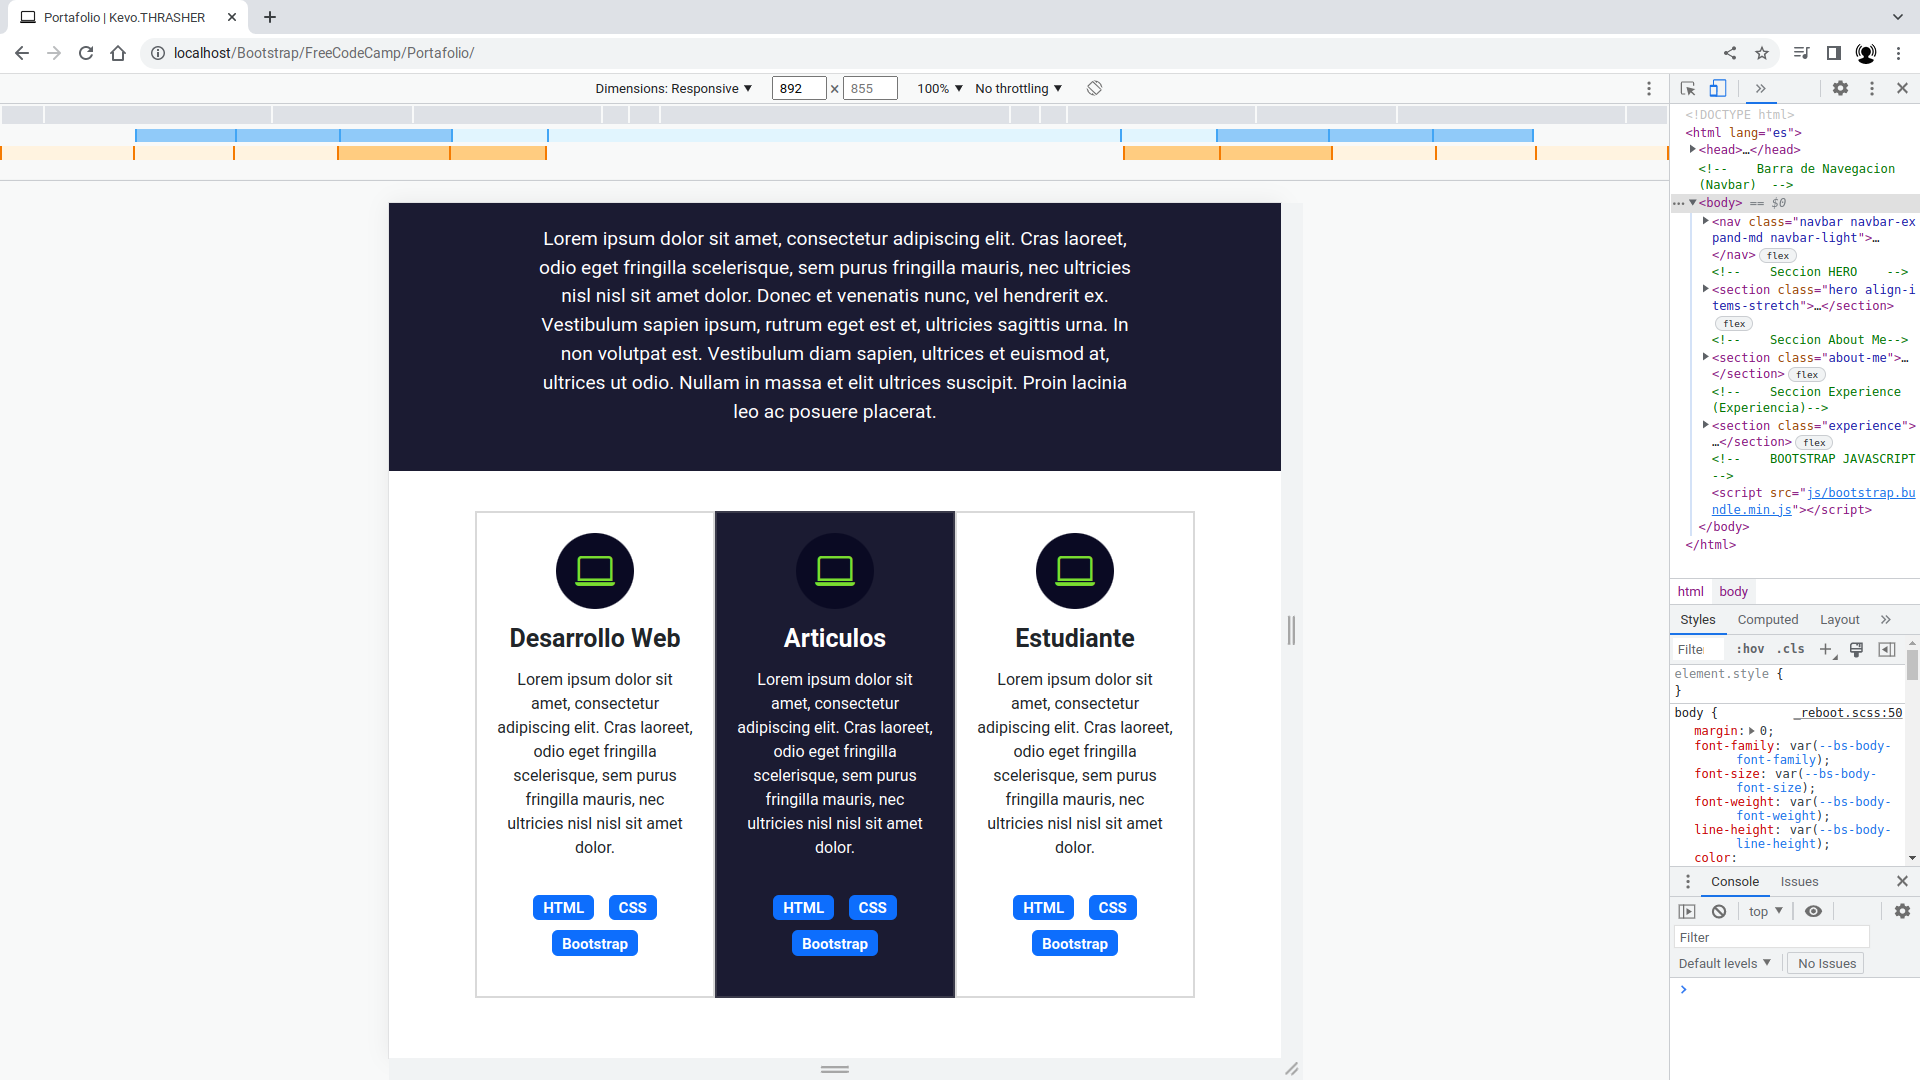 Portafolio | Kevo.THRASHER
localhost/Bootstrap/FreeCodeCamp/Portafolio/
Dimensions: Responsive 892 × 855 100% No throttling
Lorem ipsum dolor sit amet, consectetur adipiscing elit. Cras laoreet,
odio eget fringilla scelerisque, sem purus fringilla mauris, nec ultricies
nisl nisl sit amet dolor. Donec et venenatis nunc, vel hendrerit ex.
Vestibulum sapien ipsum, rutrum eget est et, ultricies sagittis urna. In
non volutpat est. Vestibulum diam sapien, ultrices et euismod at,
ultrices ut odio. Nullam in massa et elit ultrices suscipit. Proin lacinia
leo ac posuere placerat.
Desarrollo Web
Lorem ipsum dolor sit
amet, consectetur
adipiscing elit. Cras laoreet,
odio eget fringilla
scelerisque, sem purus
fringilla mauris, nec
ultricies nisl nisl sit amet
dolor.
HTML CSS
Bootstrap
Articulos
Lorem ipsum dolor sit
amet, consectetur
adipiscing elit. Cras laoreet,
odio eget fringilla
scelerisque, sem purus
fringilla mauris, nec
ultricies nisl nisl sit amet
dolor.
HTML CSS
Bootstrap
Estudiante
Lorem ipsum dolor sit
amet, consectetur
adipiscing elit. Cras laoreet,
odio eget fringilla
scelerisque, sem purus
fringilla mauris, nec
ultricies nisl nisl sit amet
dolor.
HTML CSS
Bootstrap
<!DOCTYPE html>
<html lang="es">
<head>…</head>
<!-- Barra de Navegacion
(Navbar) -->
<body> == $0
<nav class="navbar navbar-ex
pand-md navbar-light">…
</nav> flex
<!-- Seccion HERO -->
<section class="hero align-i
tems-stretch">…</section>
flex
<!-- Seccion About Me-->
<section class="about-me">…
</section> flex
<!-- Seccion Experience
(Experiencia)-->
<section class="experience">
…</section> flex
<!-- BOOTSTRAP JAVASCRIPT
-->
<script src="js/bootstrap.bu
ndle.min.js"></script>
</body>
</html>
html body
Styles Computed Layout
Filte :hov .cls
element.style {
}
body { _reboot.scss:50
margin: 0;
font-family: var(--bs-body-
font-family);
font-size: var(--bs-body-
font-size);
font-weight: var(--bs-body-
font-weight);
line-height: var(--bs-body-
line-height);
color:
Console Issues
top
Filter
Default levels No Issues